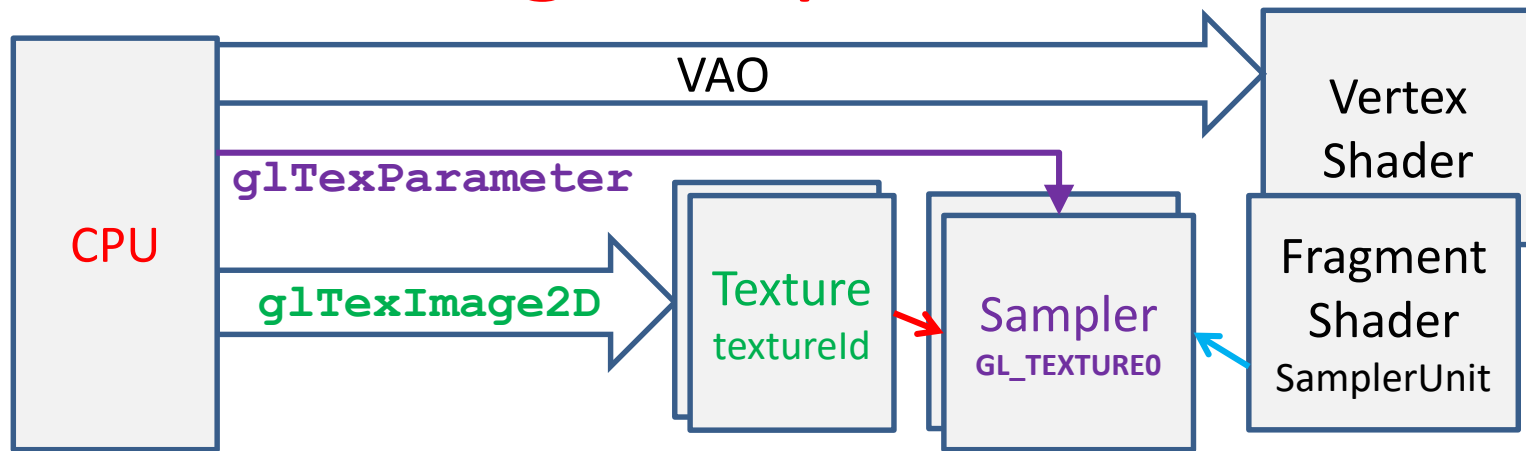 VAO
Vertex
Shader
glTexParameter
CPU
glTexImage2D
Texture
textureId
Sampler
GL_TEXTURE0
Fragment
Shader
SamplerUnit